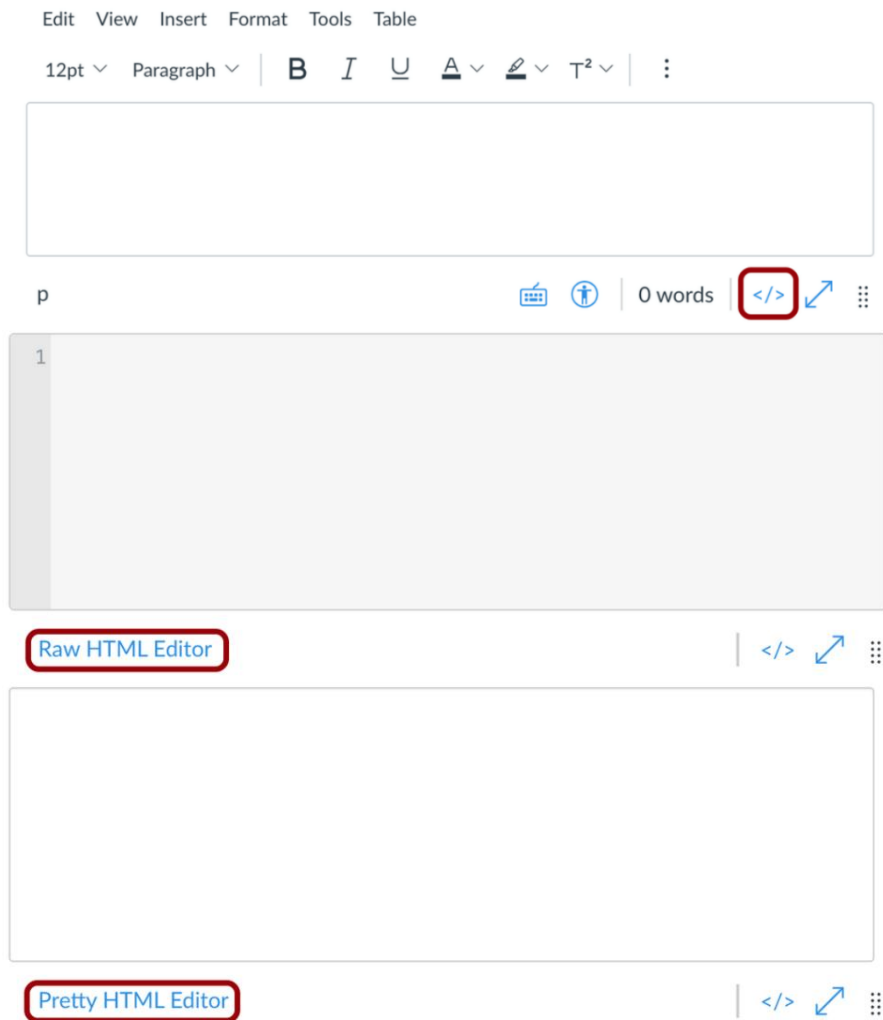 Edit View Insert Format Tools Table
12pt Paragraph B I U A T²
p 0 words </>
1
Raw HTML Editor </>
Pretty HTML Editor </>